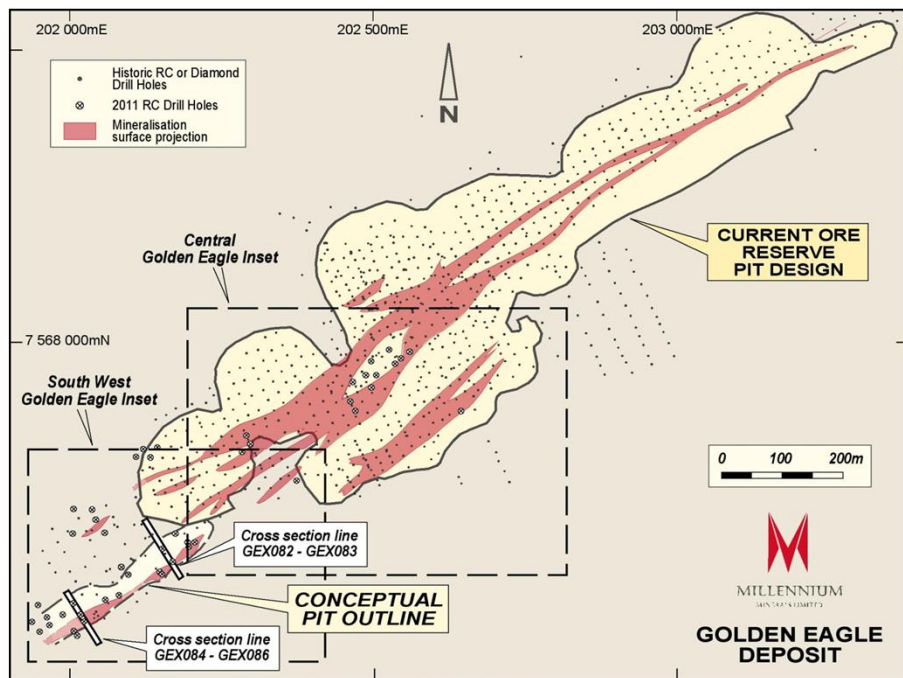 202 000mE
202 500mE
203 000mE
Historic RC or Diamond
Drill Holes
2011 RC Drill Holes
Mineralisation
surface projection
N
Central
Golden Eagle Inset
CURRENT ORE
RESERVE
PIT DESIGN
7 568 000mN
South West
Golden Eagle Inset
0 100 200m
Cross section line
GEX082 - GEX083
CONCEPTUAL
PIT OUTLINE
Cross section line
GEX084 - GEX086
MILLENNIUM
MINERALS LIMITED
GOLDEN EAGLE
DEPOSIT